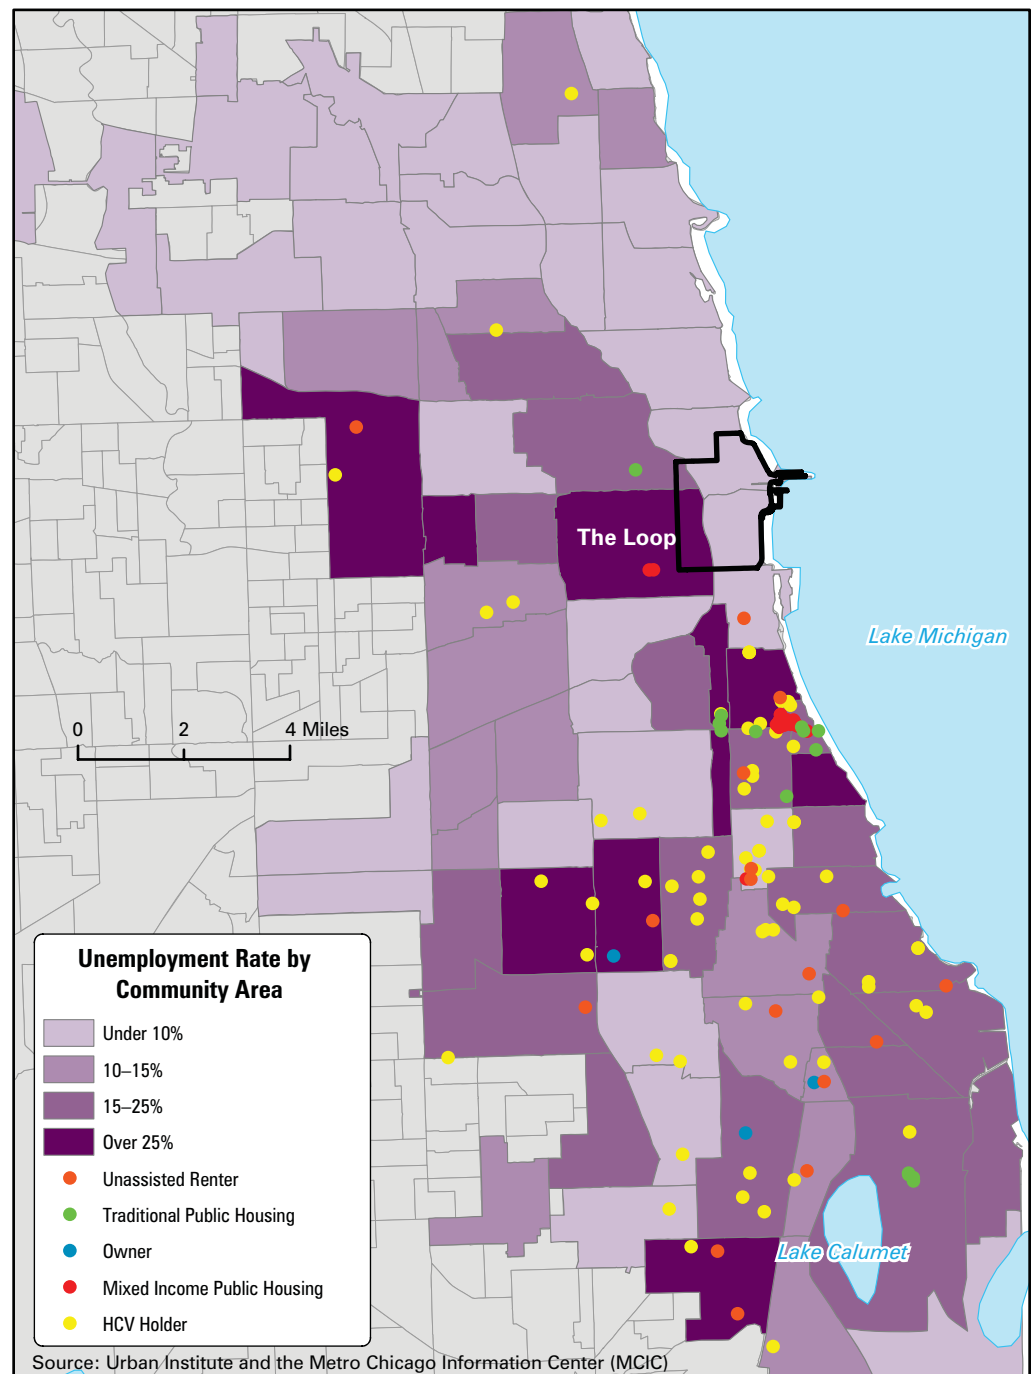 The Loop
Lake Michigan
0 2 4 Miles
Unemployment Rate by
Community Area
Under 10%
10–15%
15–25%
Over 25%
Unassisted Renter
Traditional Public Housing
Owner
Mixed Income Public Housing
HCV Holder
Lake Calumet
Source: Urban Institute and the Metro Chicago Information Center (MCIC)